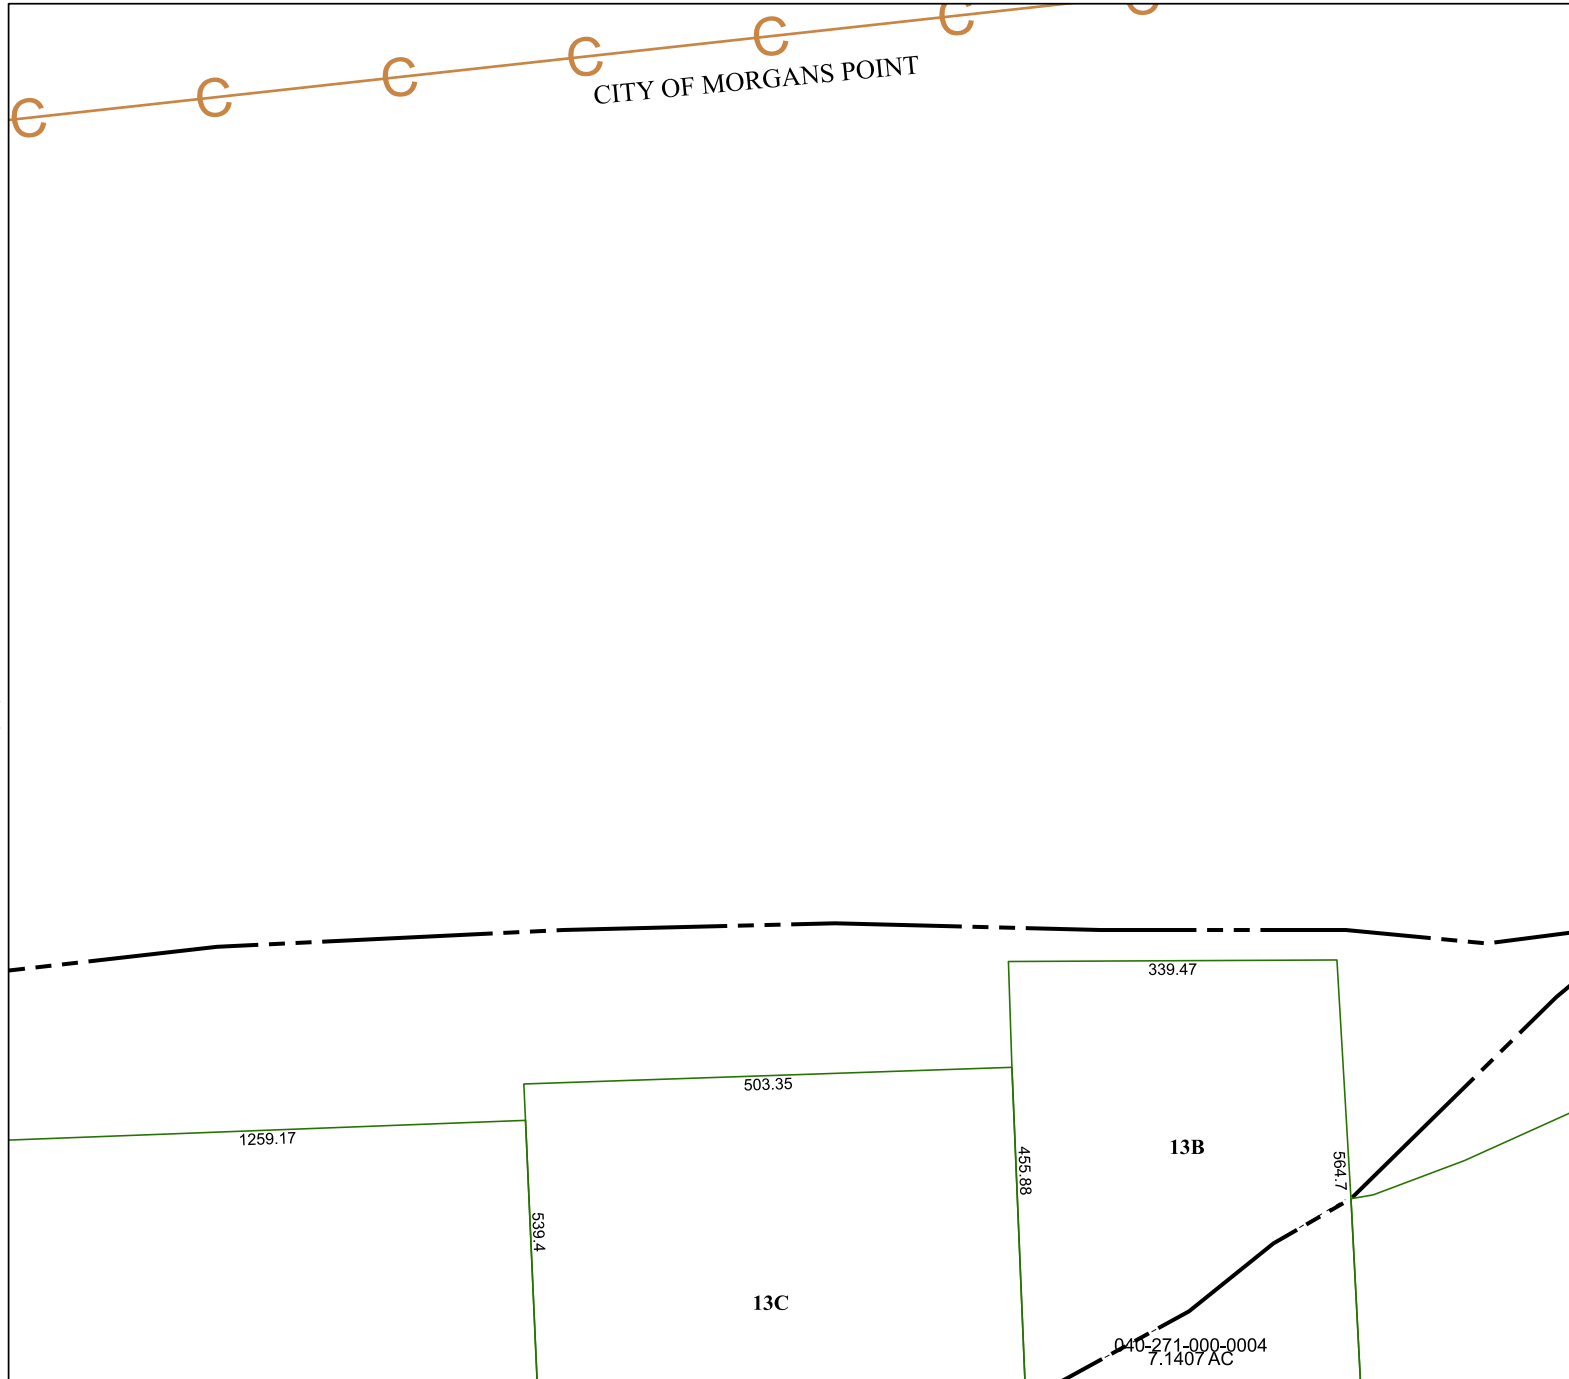 C C C C C C C
CITY OF MORGANS POINT
339.47
503.35
1259.17
13B
455.88
564.7
539.4
13C
040-271-000-0004
7.1407 AC